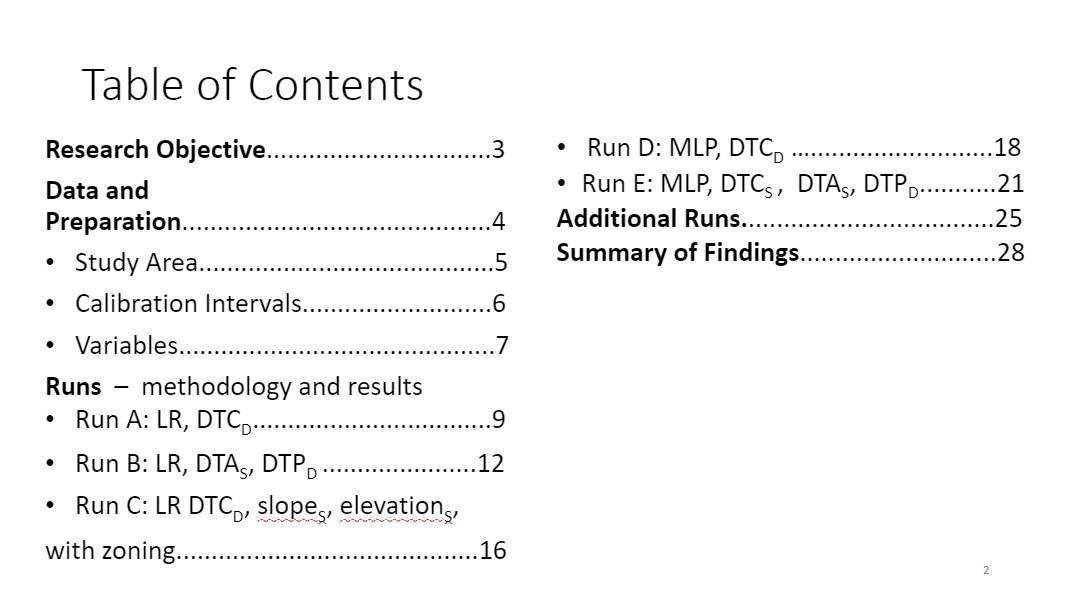 Table of Contents
Research Objective.................................3
Data and
Preparation.............................................4
• Study Area...........................................5
• Calibration Intervals............................6
• Variables..............................................7
Runs – methodology and results
• Run A: LR, DTC_D...................................9
• Run B: LR, DTA_S, DTP_D ......................12
• Run C: LR DTC_D, slope_S, elevation_S,
with zoning............................................16
• Run D: MLP, DTC_D .............................18
• Run E: MLP, DTC_S , DTA_S, DTP_D...........21
Additional Runs.....................................25
Summary of Findings............................28
2